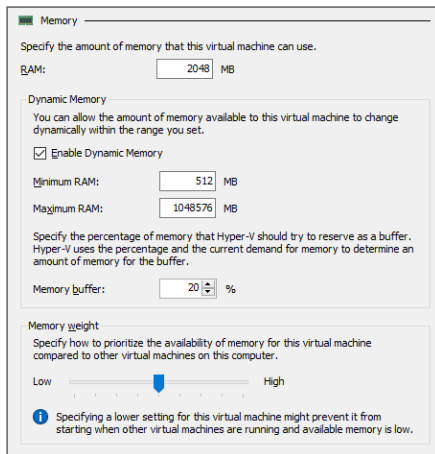 Memory
Specify the amount of memory that this virtual machine can use.
RAM: 2048 MB
Dynamic Memory
You can allow the amount of memory available to this virtual machine to change
dynamically within the range you set.
Enable Dynamic Memory
Minimum RAM: 512 MB
Maximum RAM: 1048576 MB
Specify the percentage of memory that Hyper-V should try to reserve as a buffer.
Hyper-V uses the percentage and the current demand for memory to determine an
amount of memory for the buffer.
Memory buffer: 20 %
Memory weight
Specify how to prioritize the availability of memory for this virtual machine
compared to other virtual machines on this computer.
Low High
Specifying a lower setting for this virtual machine might prevent it from
starting when other virtual machines are running and available memory is low.